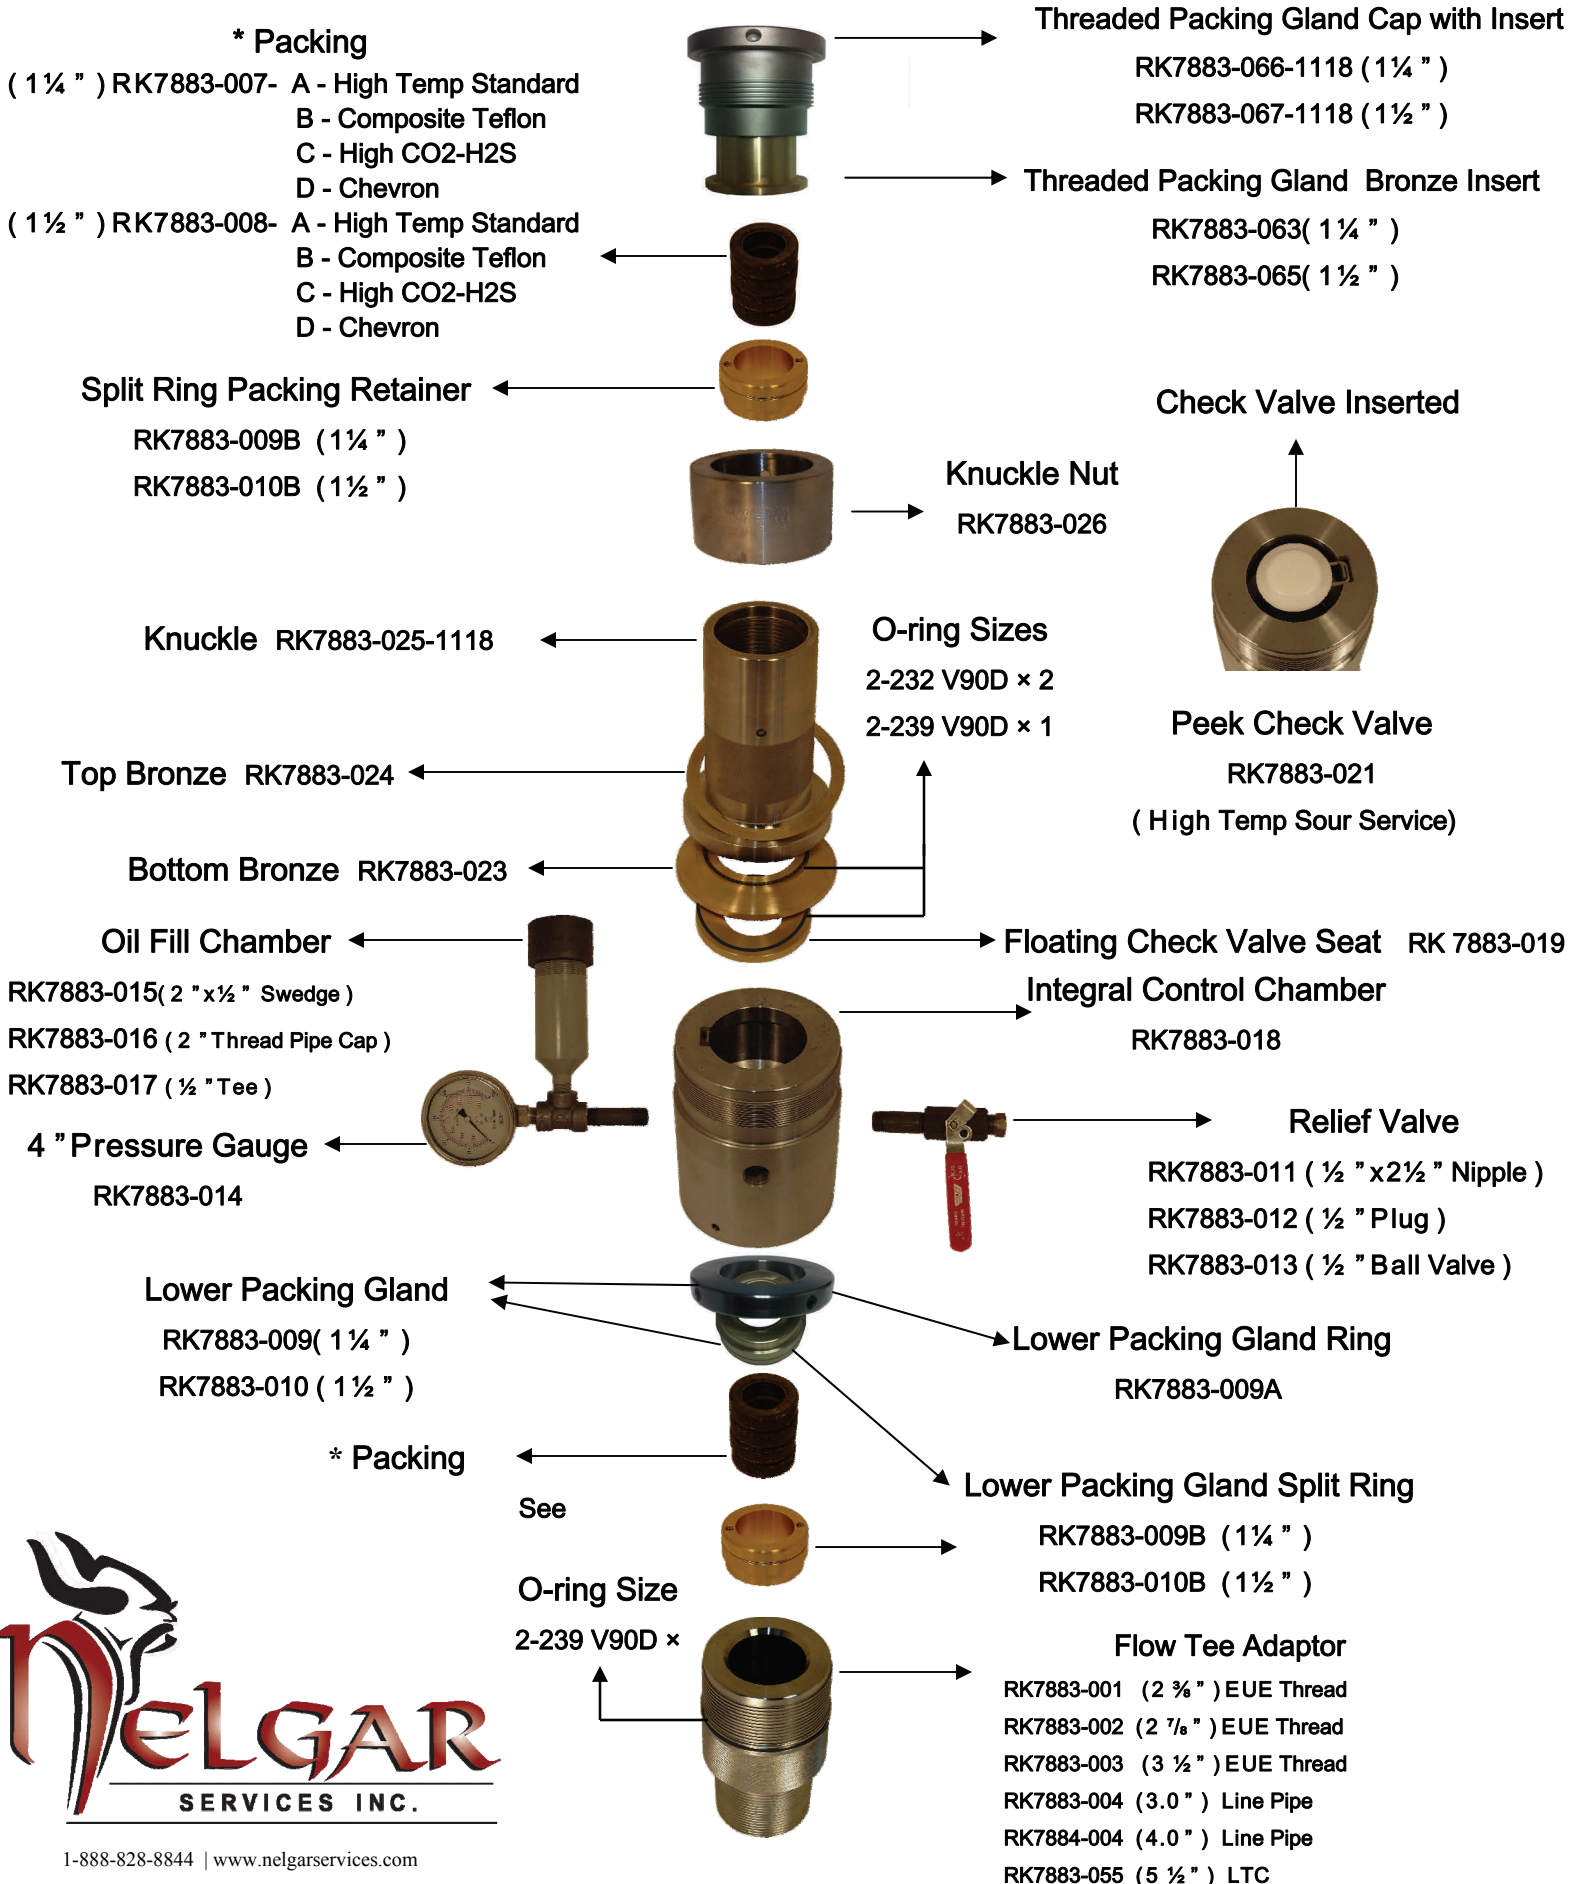 * Packing
( 1¼ ” ) RK7883-007- A - High Temp Standard
B - Composite Teflon
C - High CO2-H2S
D - Chevron
( 1½ ” ) RK7883-008- A - High Temp Standard
B - Composite Teflon
C - High CO2-H2S
D - Chevron
Threaded Packing Gland Cap with Insert
RK7883-066-1118 ( 1¼ ” )
RK7883-067-1118 ( 1½ ” )
Threaded Packing Gland Bronze Insert
RK7883-063( 1¼ ” )
RK7883-065( 1½ ” )
Split Ring Packing Retainer
RK7883-009B ( 1¼ ” )
RK7883-010B ( 1½ ” )
Check Valve Inserted
Knuckle Nut
RK7883-026
Knuckle RK7883-025-1118
O-ring Sizes
2-232 V90D × 2
2-239 V90D × 1
Peek Check Valve
RK7883-021
( High Temp Sour Service)
Top Bronze RK7883-024
Bottom Bronze RK7883-023
Oil Fill Chamber
RK7883-015( 2 ”x½ ” Swedge )
RK7883-016 ( 2 ”Thread Pipe Cap )
RK7883-017 ( ½ ”Tee )
Floating Check Valve Seat RK 7883-019
Integral Control Chamber
RK7883-018
4 ”Pressure Gauge
RK7883-014
Relief Valve
RK7883-011 ( ½ ”x2½ ” Nipple )
RK7883-012 ( ½ ”Plug )
RK7883-013 ( ½ ”Ball Valve )
Lower Packing Gland
RK7883-009( 1¼ ” )
RK7883-010 ( 1½ ” )
Lower Packing Gland Ring
RK7883-009A
* Packing
See
Lower Packing Gland Split Ring
RK7883-009B ( 1¼ ” )
RK7883-010B ( 1½ ” )
O-ring Size
2-239 V90D ×
Flow Tee Adaptor
RK7883-001 ( 2 ⅜ ” ) EUE Thread
RK7883-002 ( 2 ⅞ ” ) EUE Thread
RK7883-003 ( 3 ½ ” ) EUE Thread
RK7883-004 ( 3.0 ” ) Line Pipe
RK7884-004 ( 4.0 ” ) Line Pipe
RK7883-055 ( 5 ½ ” ) LTC
NELGAR
SERVICES INC.
1-888-828-8844 | www.nelgarservices.com